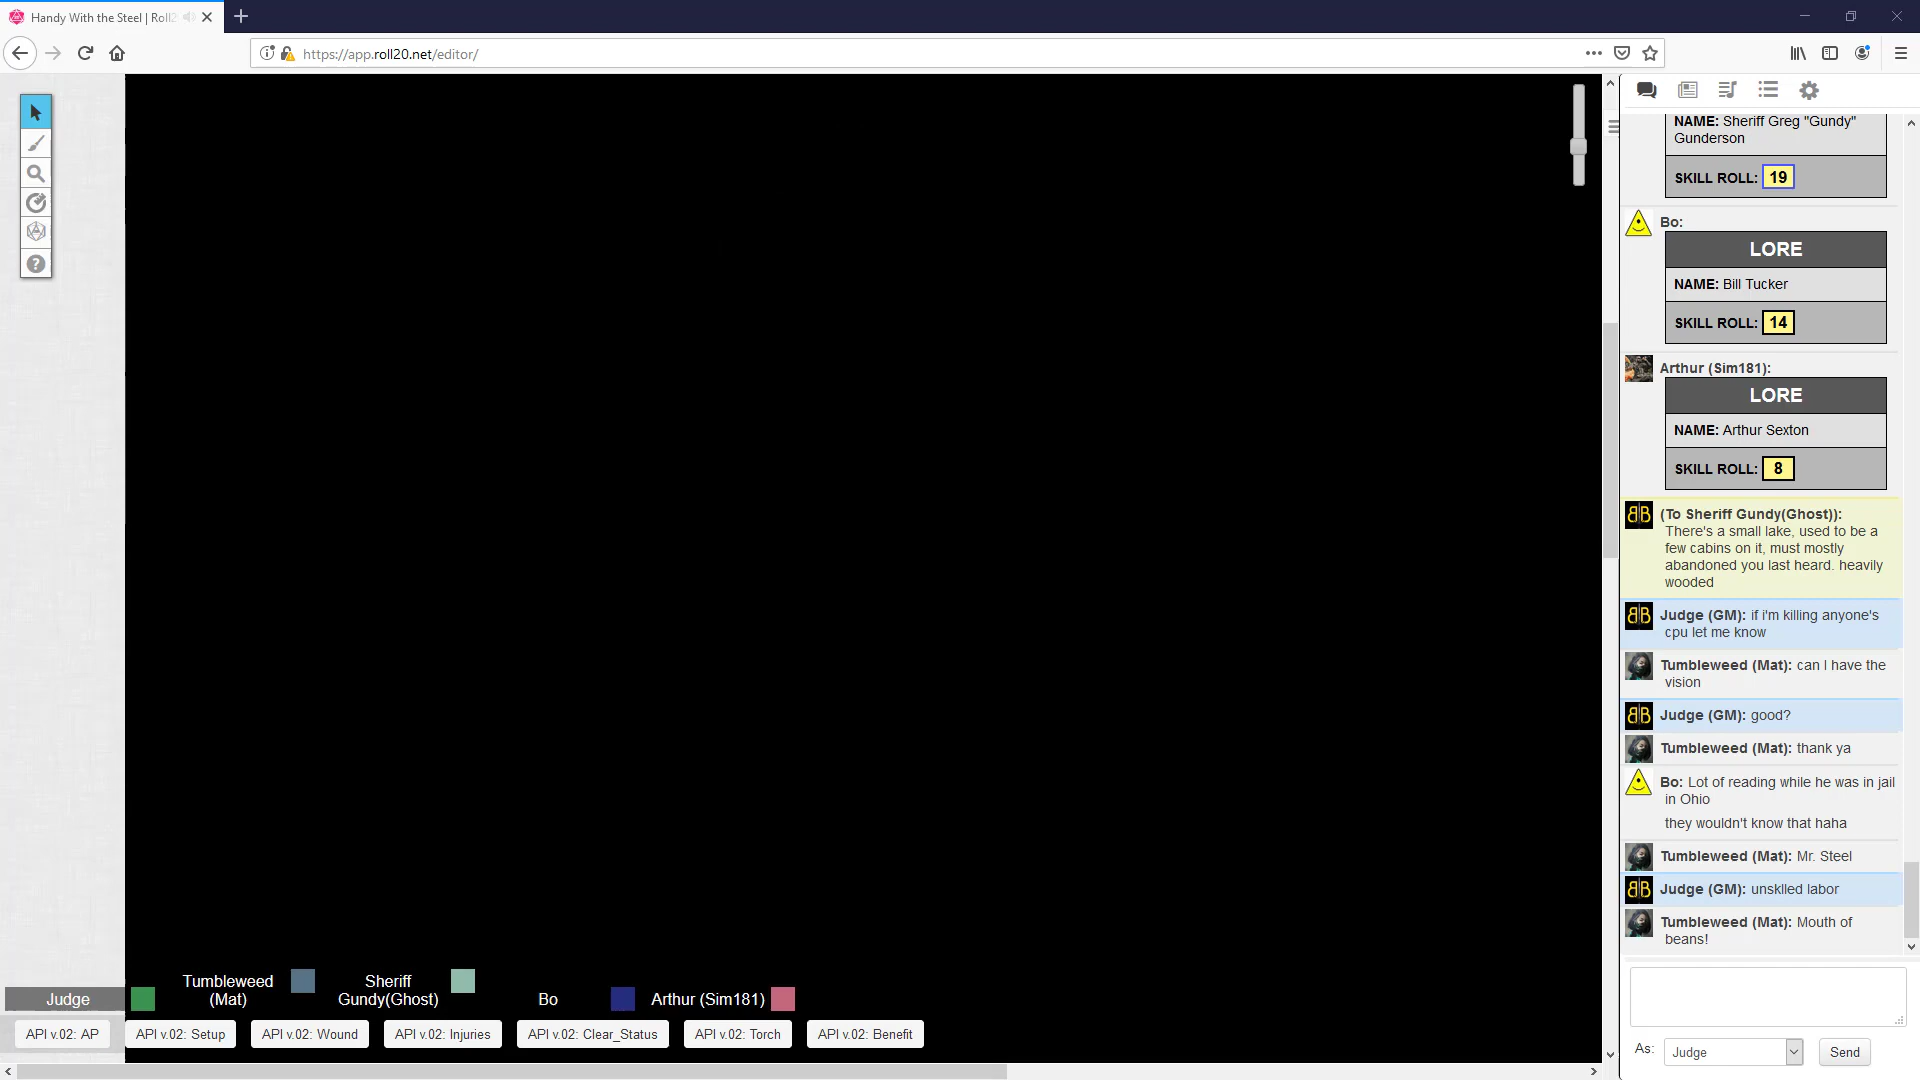 Handy With the Steel | Roll2
https://app.roll20.net/editor/
NAME: Sheriff Greg "Gundy"
Gunderson
SKILL ROLL: 19
Bo:
LORE
NAME: Bill Tucker
SKILL ROLL: 14
Arthur (Sim181):
LORE
NAME: Arthur Sexton
SKILL ROLL: 8
(To Sheriff Gundy(Ghost)):
There's a small lake, used to be a
few cabins on it, must mostly
abandoned you last heard. heavily
wooded
Judge (GM): if i'm killing anyone's
cpu let me know
Tumbleweed (Mat): can I have the
vision
Judge (GM): good?
Tumbleweed (Mat): thank ya
Bo: Lot of reading while he was in jail
in Ohio
they wouldn't know that haha
Tumbleweed (Mat): Mr. Steel
Judge (GM): unsklled labor
Tumbleweed (Mat): Mouth of
beans!
Judge
Tumbleweed
(Mat)
Sheriff
Gundy(Ghost)
Bo
Arthur (Sim181)
API v.02: AP
API v.02: Setup
API v.02: Wound
API v.02: Injuries
API v.02: Clear_Status
API v.02: Torch
API v.02: Benefit
As:
Judge
Send